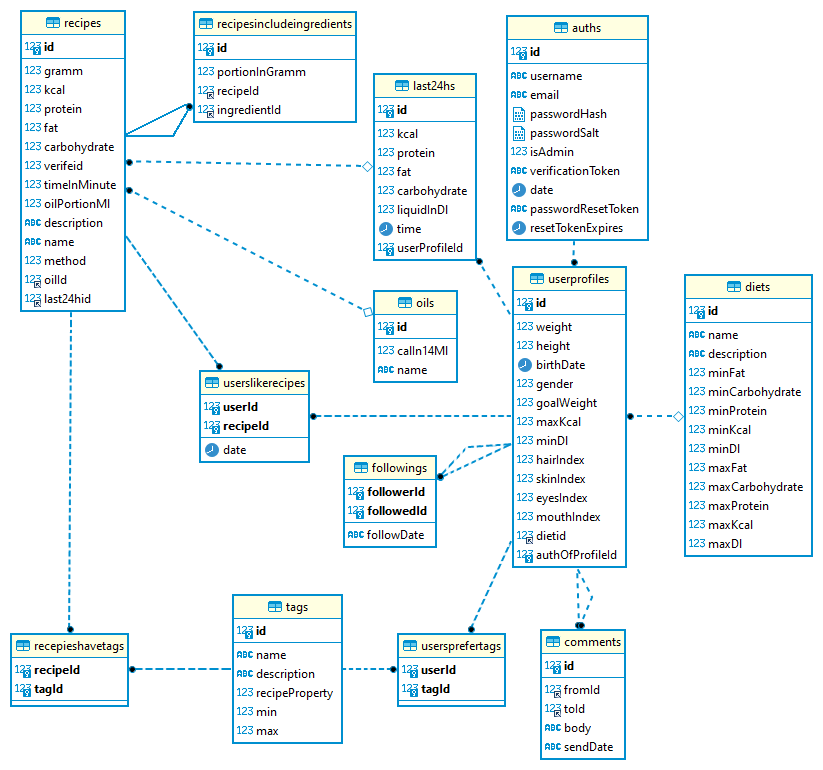 recipes
123 id
123 gramm
123 kcal
123 protein
123 fat
123 carbohydrate
123 verifeid
123 timeInMinute
123 oilPortionMl
ABC description
ABC name
123 method
123 oilId
123 last24hid
recipesincludeingredients
123 id
123 portionInGramm
123 recipeId
123 ingredientId
last24hs
123 id
123 kcal
123 protein
123 fat
123 carbohydrate
123 liquidInDl
time
123 userProfileId
auths
123 id
ABC username
ABC email
passwordHash
passwordSalt
123 isAdmin
ABC verificationToken
date
ABC passwordResetToken
resetTokenExpires
oils
123 id
123 calIn14Ml
ABC name
userprofiles
123 id
123 weight
123 height
birthDate
123 gender
123 goalWeight
123 maxKcal
123 minDl
123 hairIndex
123 skinIndex
123 eyesIndex
123 mouthIndex
123 dietid
123 authOfProfileId
diets
123 id
ABC name
ABC description
123 minFat
123 minCarbohydrate
123 minProtein
123 minKcal
123 minDl
123 maxFat
123 maxCarbohydrate
123 maxProtein
123 maxKcal
123 maxDl
userslikerecipes
123 userId
123 recipeId
date
followings
123 followerId
123 followedId
ABC followDate
recepieshavetags
123 recipeId
123 tagId
tags
123 id
ABC name
ABC description
123 recipeProperty
123 min
123 max
usersprefertags
123 userId
123 tagId
comments
123 id
123 fromId
123 toId
ABC body
ABC sendDate